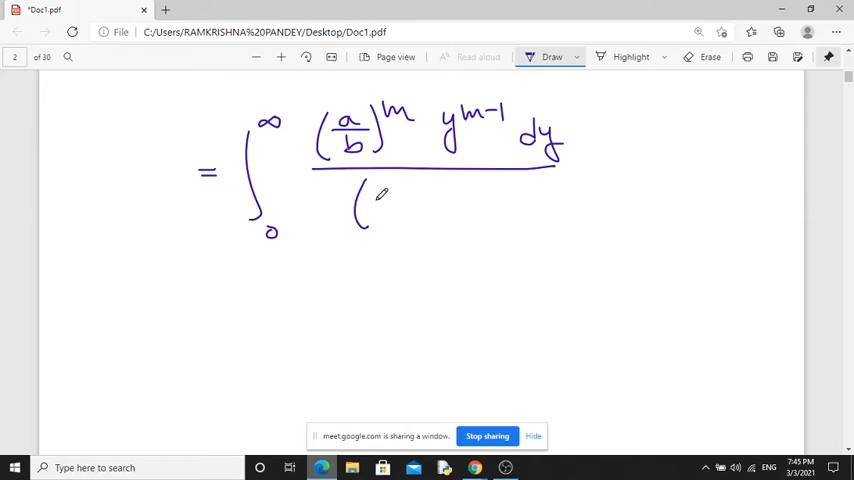 *Doc1.pdf
File C:/Users/RAMKRISHNA%20PANDEY/Desktop/Doc1.pdf
2 of 30 Page view Read aloud Draw Highlight Erase
∞ (a/b)^m y^{m-1} dy
= ∫
0 (
meet.google.com is sharing a window. Stop sharing Hide
Type here to search ENG 7:45 PM 3/3/2021